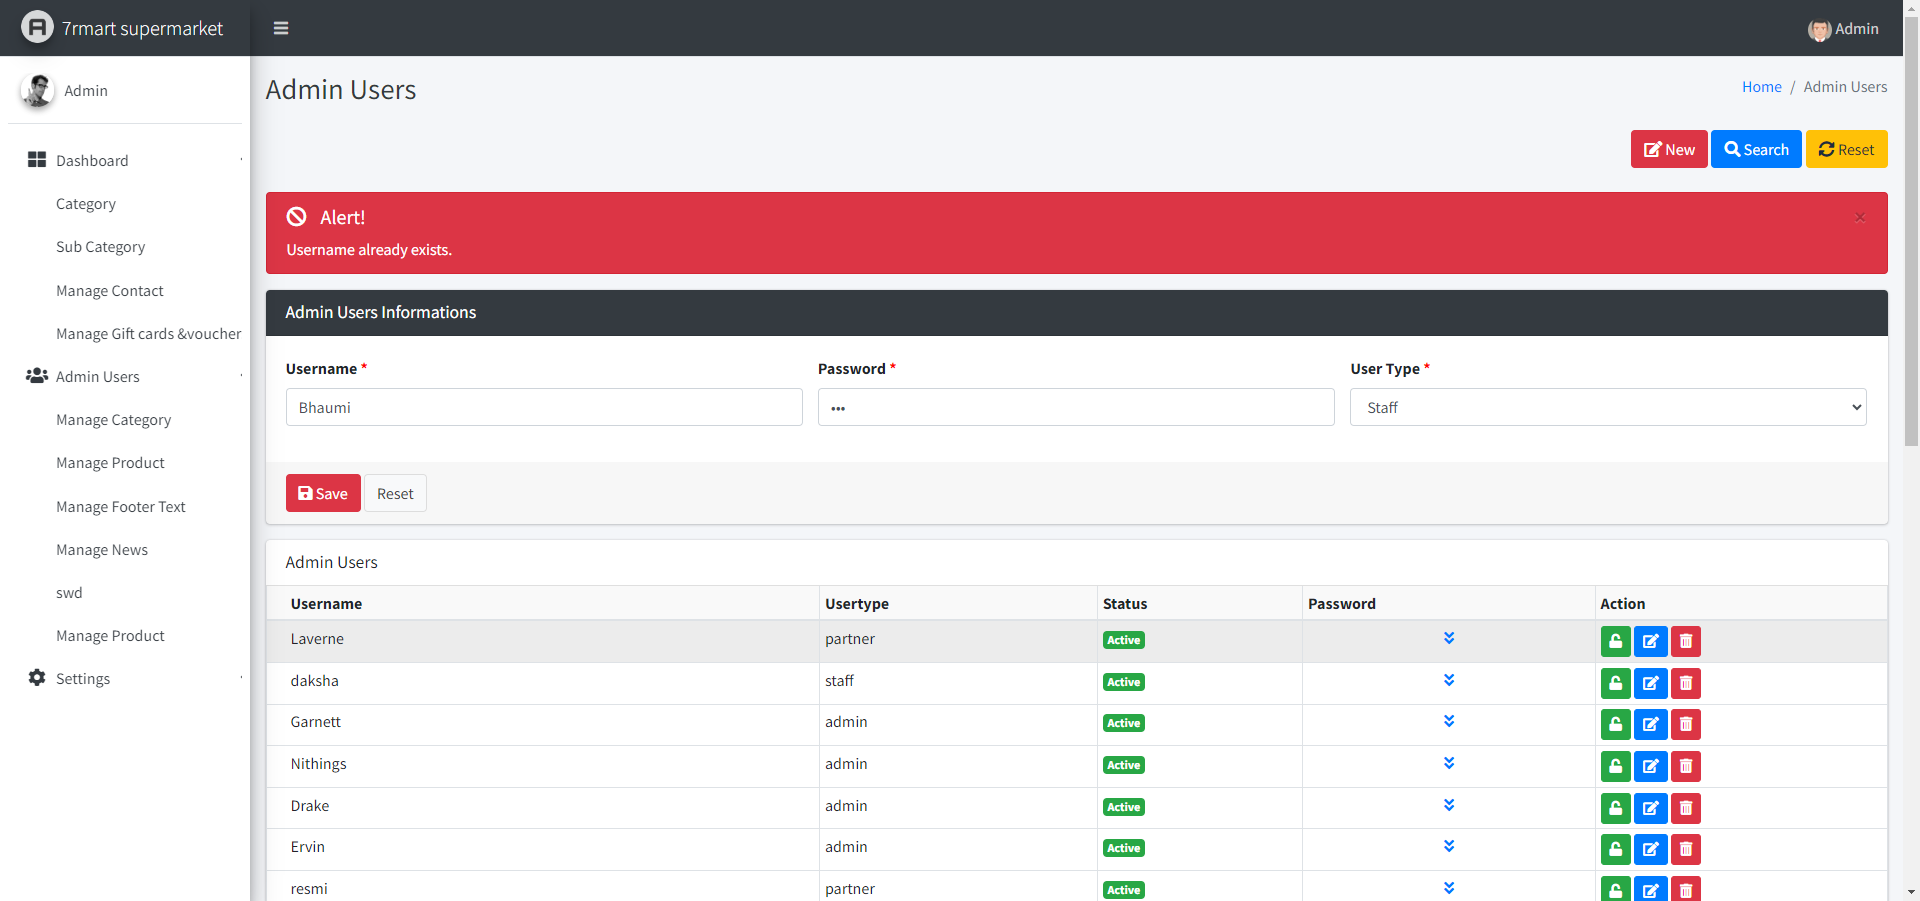 7rmart supermarket
Admin
Admin
Admin Users
Home / Admin Users
New
Search
Reset
Dashboard
Category
Sub Category
Manage Contact
Manage Gift cards &voucher
Admin Users
Manage Category
Manage Product
Manage Footer Text
Manage News
swd
Manage Product
Settings
Alert!
×
Username already exists.
Admin Users Informations
Username * Password * User Type *
Bhaumi ••• Staff
Save Reset
Admin Users
Username Usertype Status Password Action
Laverne partner Active
daksha staff Active
Garnett admin Active
Nithings admin Active
Drake admin Active
Ervin admin Active
resmi partner Active